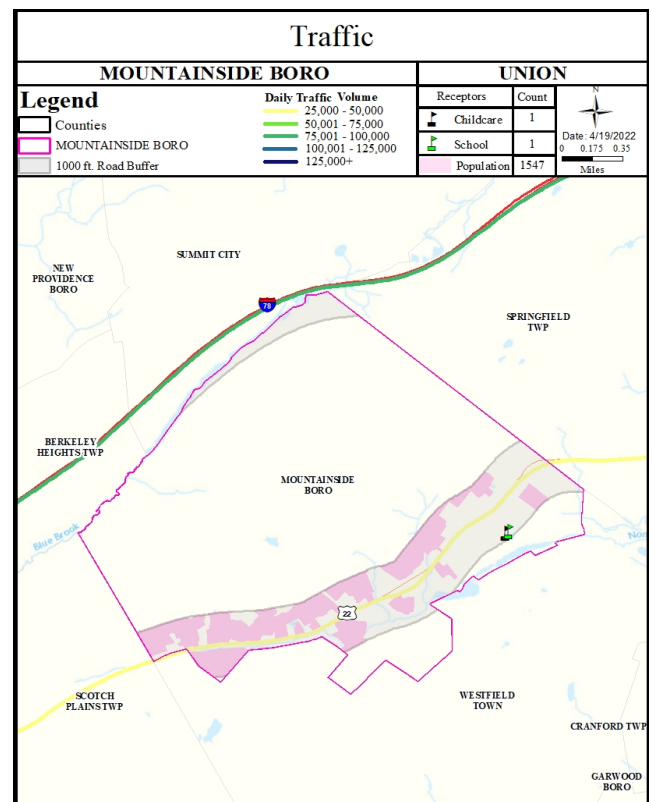 Traffic
MOUNTAINSIDE BORO
UNION
Legend
Counties
MOUNTAINSIDE BORO
1000 ft. Road Buffer
Daily Traffic Volume
25,000 - 50,000
50,001 - 75,000
75,001 - 100,000
100,001 - 125,000
125,000+
Receptors
Count
Childcare
1
School
1
Population
1547
N
Date: 4/19/2022
0 0.175 0.35
Miles
SUMMIT CITY
NEW
PROVIDENCE
BORO
78
SPRINGFIELD
TWP
BERKELEY
HEIGHTS TWP
MOUNTAINSIDE
BORO
Blue Brook
22
SCOTCH
PLAINS TWP
WESTFIELD
TOWN
CRANFORD TWP
GARWOOD
BORO